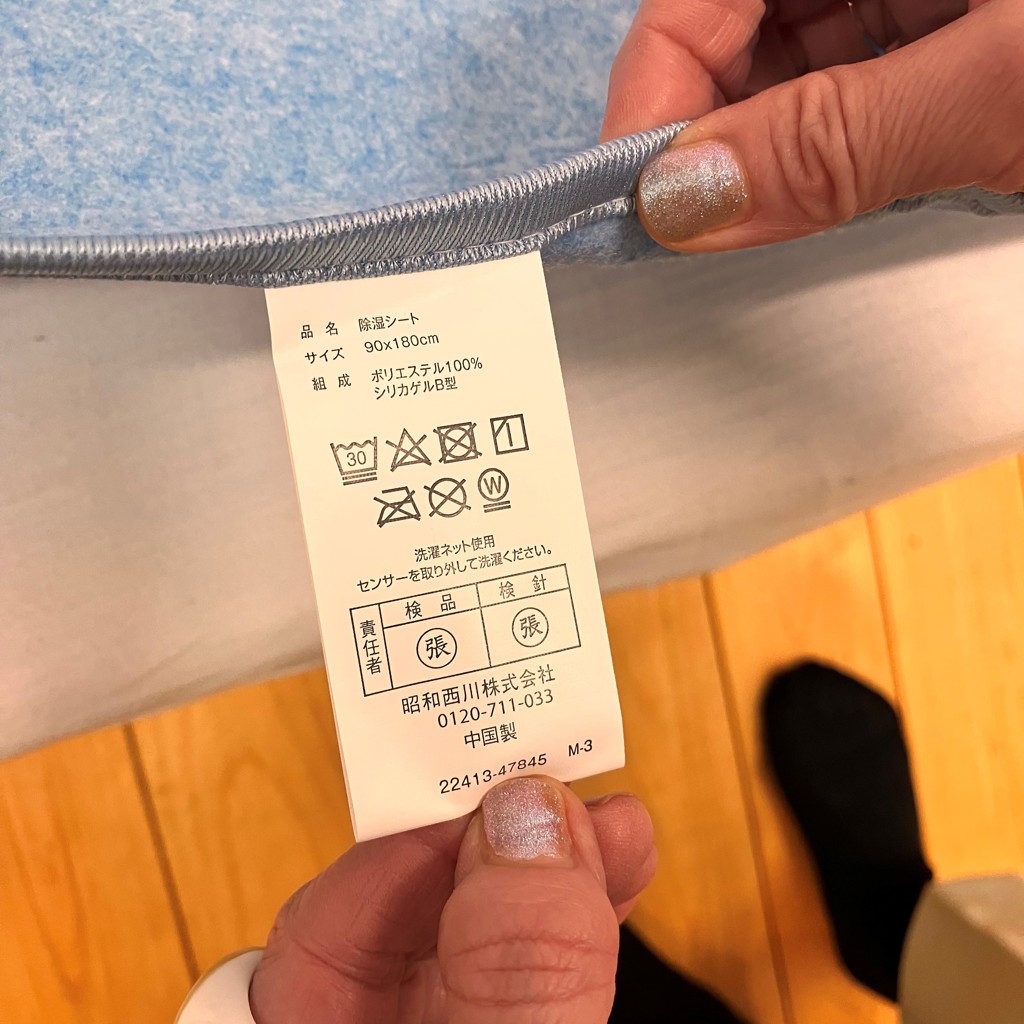 品 名 除湿シート
サイズ 90x180cm
組 成 ポリエステル100%
シリカゲルB型
30
W
洗濯ネット使用
センサーを取り外して洗濯ください。
責任者 検 品 検 針
張 張
昭和西川株式会社
0120-711-033
中国製
22413-47845 M-3